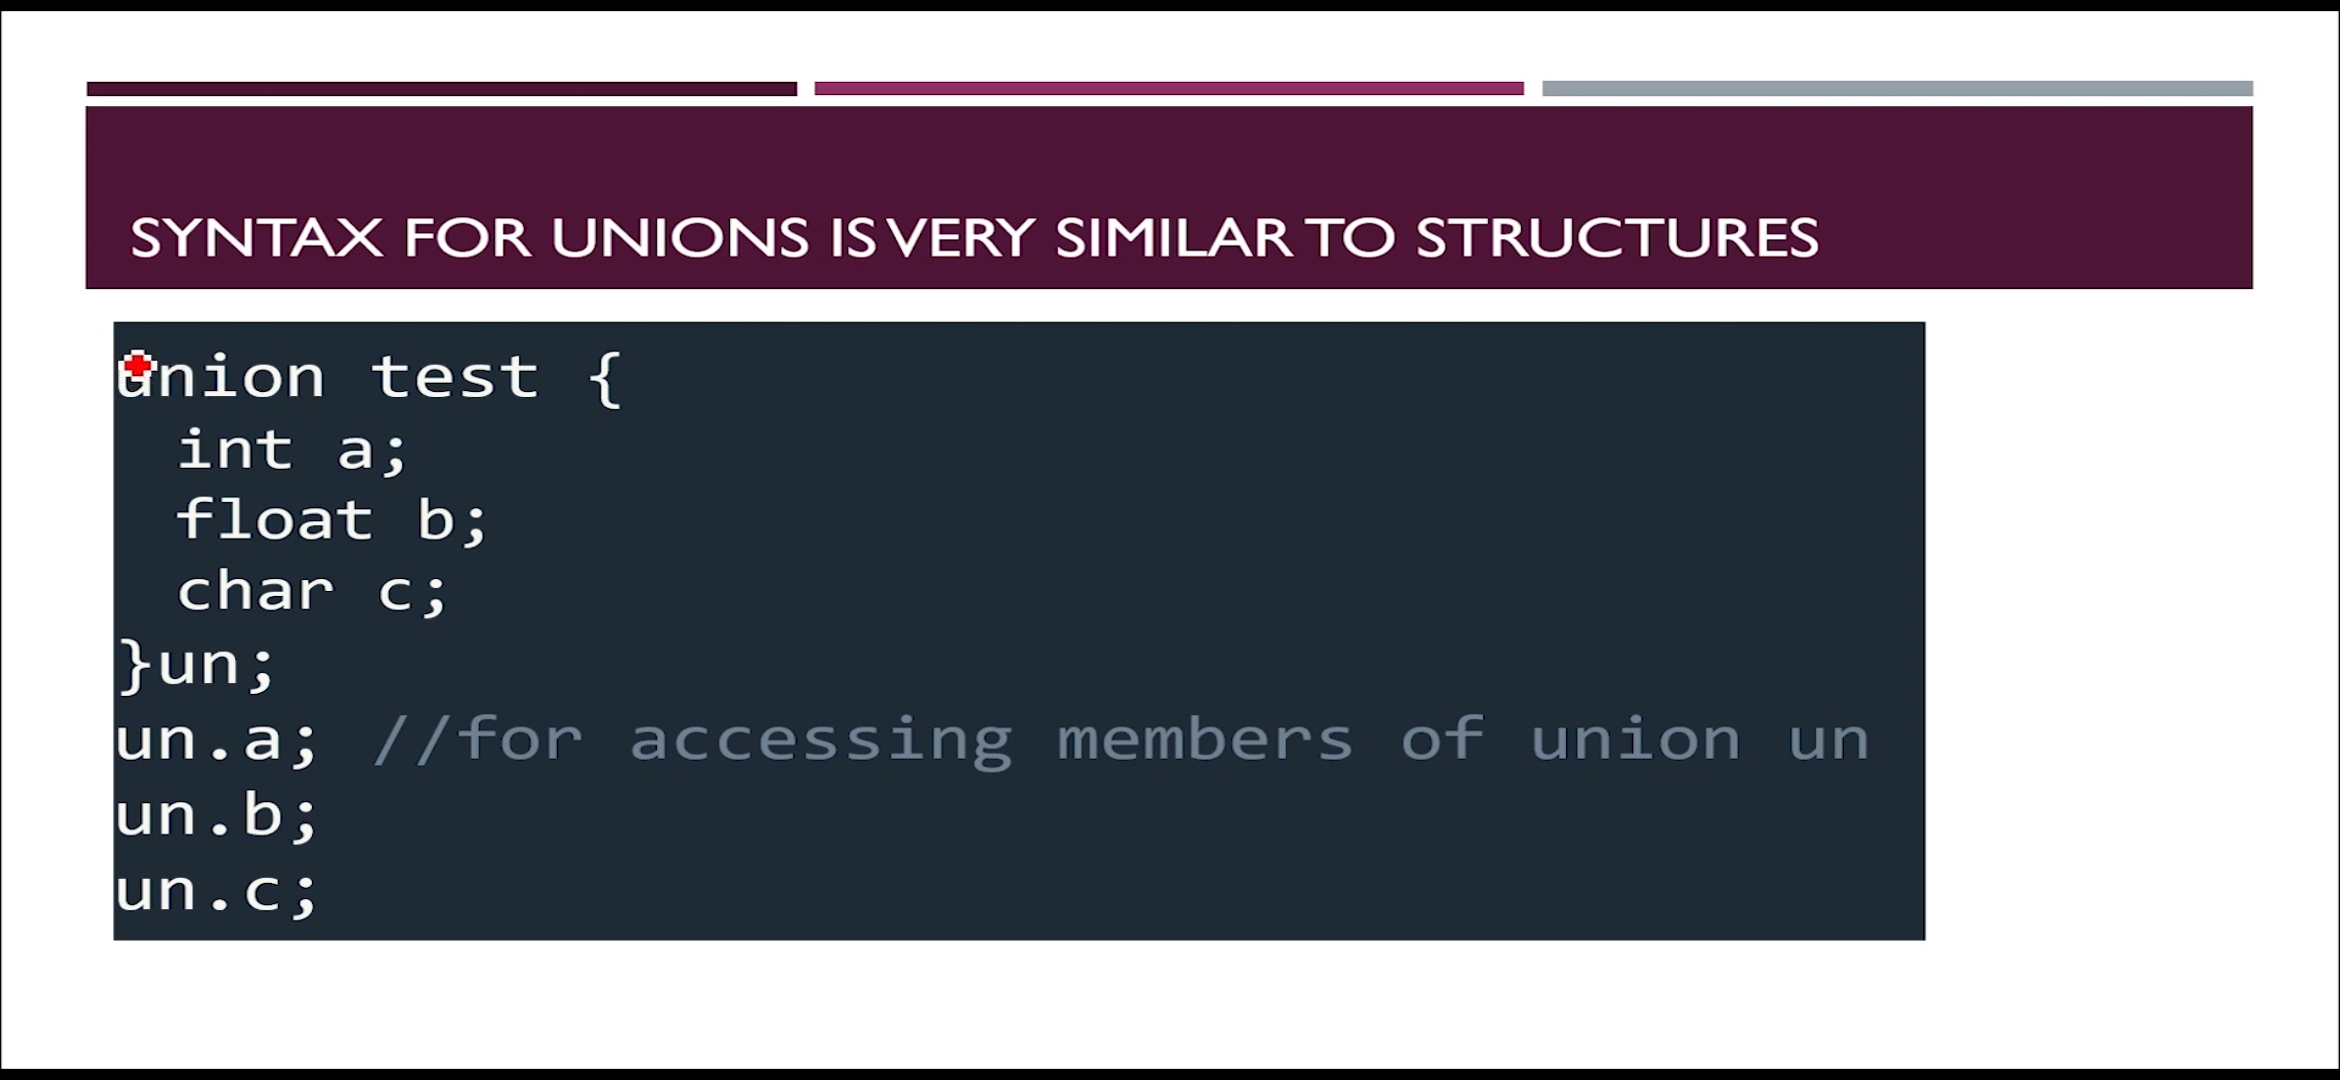 SYNTAX FOR UNIONS IS VERY SIMILAR TO STRUCTURES
union test {
int a;
float b;
char c;
}un;
un.a; //for accessing members of union un
un.b;
un.c;